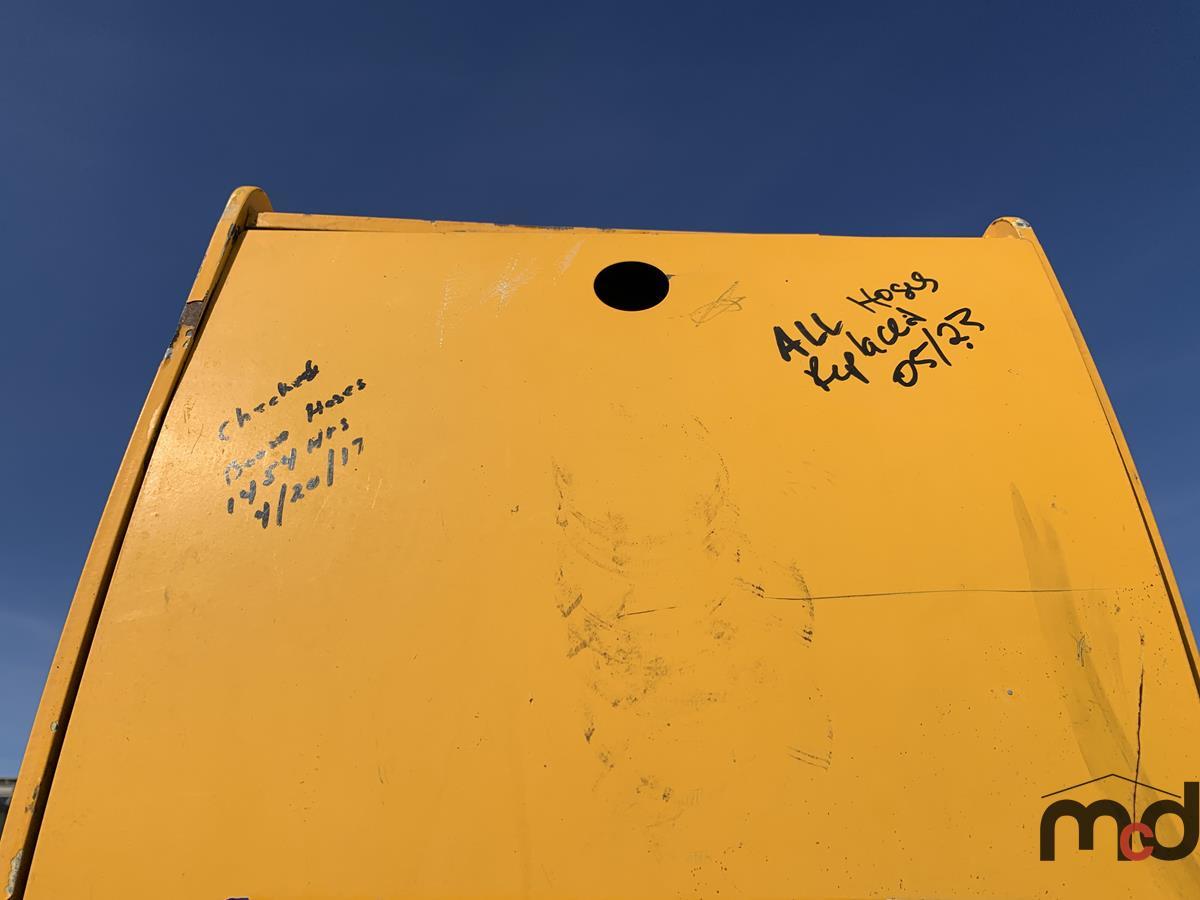 Checked
Boom Hoses
1454 Hrs
4/20/17
ALL Hoses
Replaced
05/23
mcd